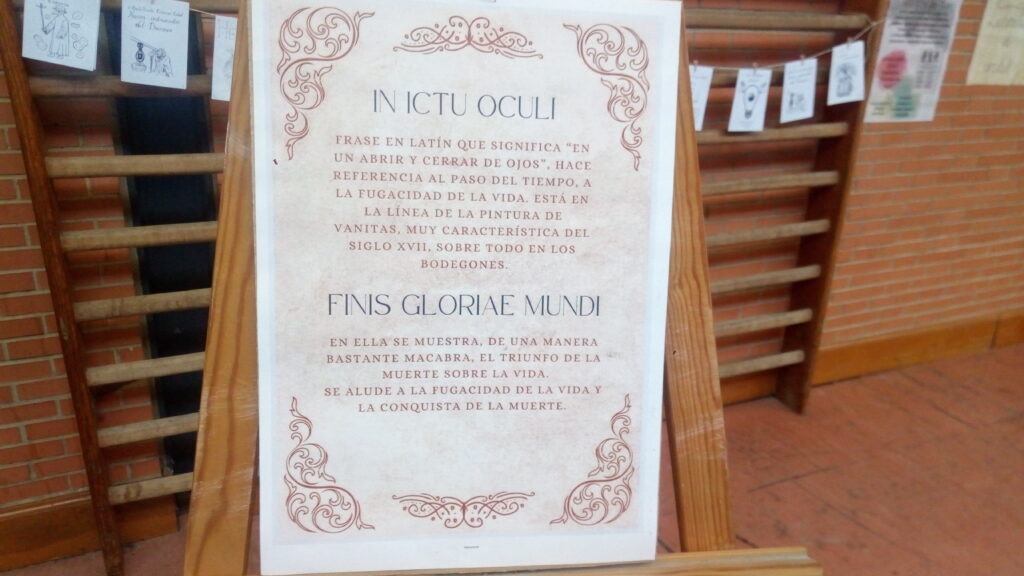 IN ICTU OCULI
FRASE EN LATÍN QUE SIGNIFICA “EN
UN ABRIR Y CERRAR DE OJOS”, HACE
REFERENCIA AL PASO DEL TIEMPO, A
LA FUGACIDAD DE LA VIDA. ESTÁ EN
LA LÍNEA DE LA PINTURA DE
VANITAS, MUY CARACTERÍSTICA DEL
SIGLO XVII, SOBRE TODO EN LOS
BODEGONES.
FINIS GLORIAE MUNDI
EN ELLA SE MUESTRA, DE UNA MANERA
BASTANTE MACABRA, EL TRIUNFO DE LA
MUERTE SOBRE LA VIDA.
SE ALUDE A LA FUGACIDAD DE LA VIDA Y
LA CONQUISTA DE LA MUERTE.